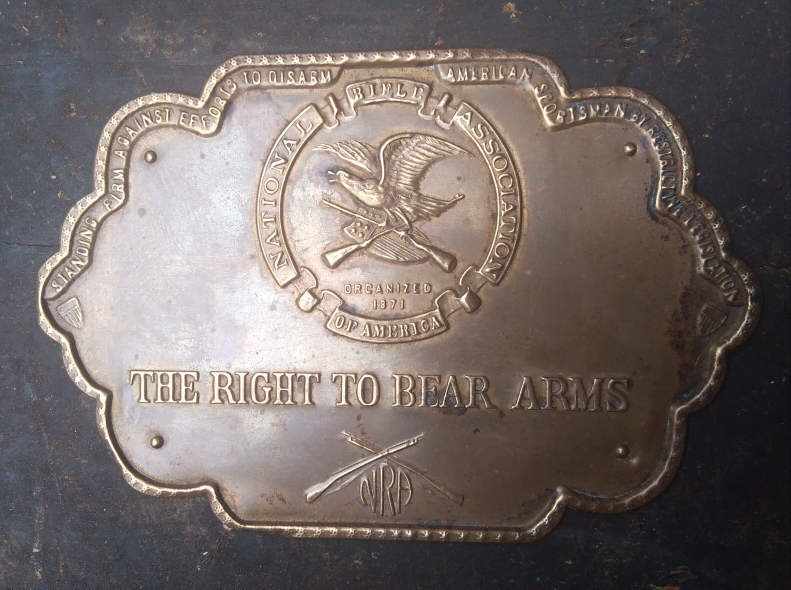 STANDING FIRM AGAINST EFFORTS TO DISARM
AMERICAN SPORTSMAN BY RESTRICTIVE LEGISLATION
NATIONAL RIFLE ASSOCIATION
ORGANIZED
1871
OF AMERICA
THE RIGHT TO BEAR ARMS
NRA